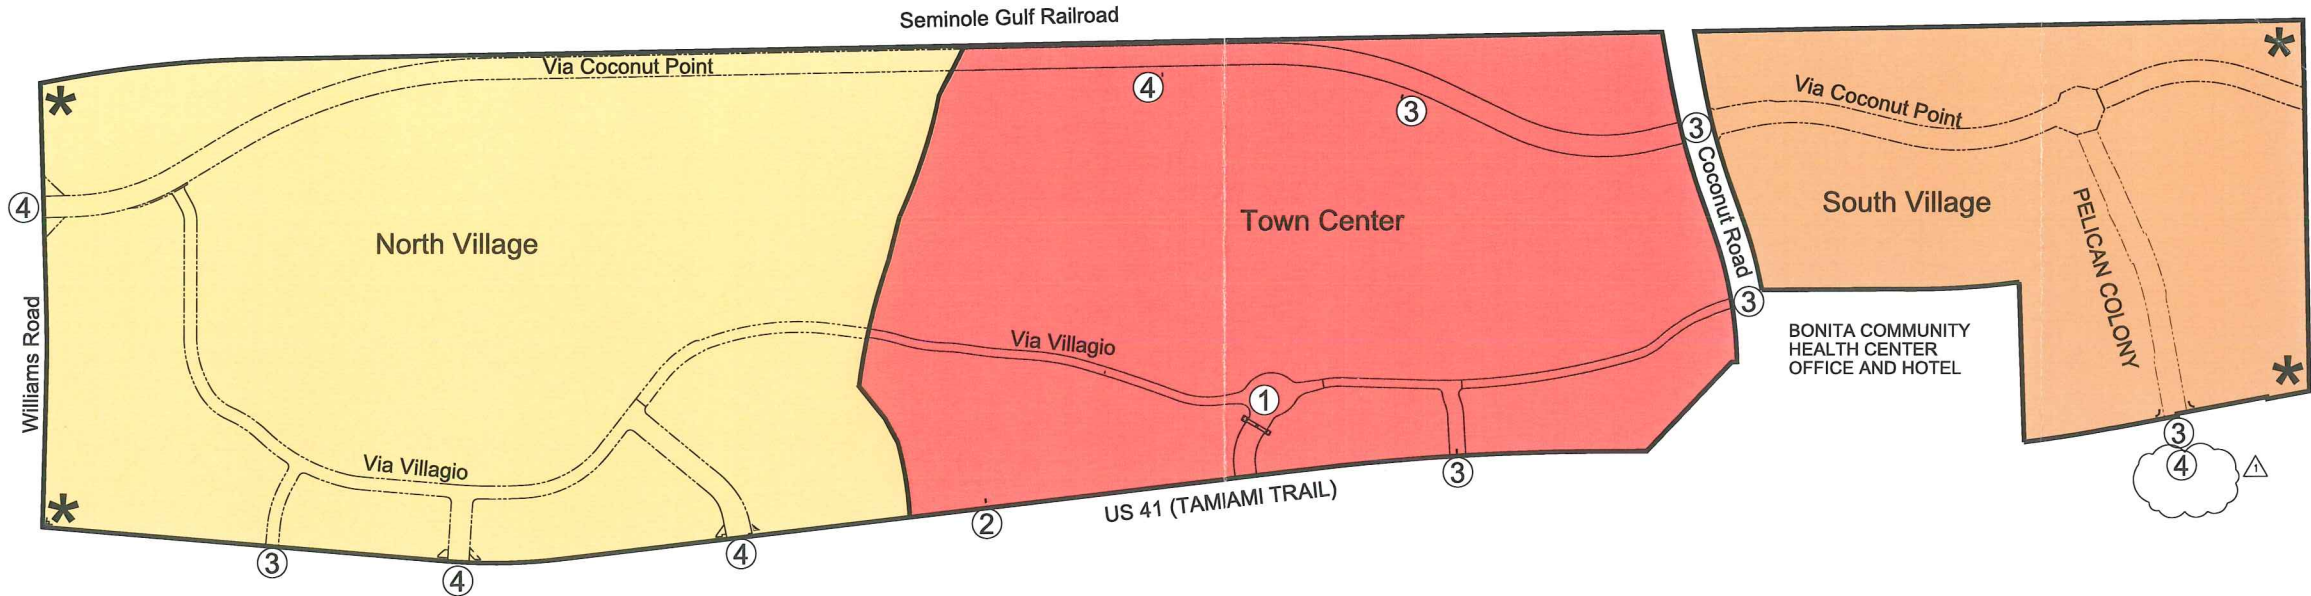 Seminole Gulf Railroad
Via Coconut Point
*
4
3
3
Via Coconut Point
*
4
Coconut Road
North Village
Town Center
South Village
PELICAN COLONY
Williams Road
Via Villagio
3
BONITA COMMUNITY
HEALTH CENTER
OFFICE AND HOTEL
*
1
Via Villagio
*
3
4
1
3
4
4
2
US 41 (TAMIAMI TRAIL)
3